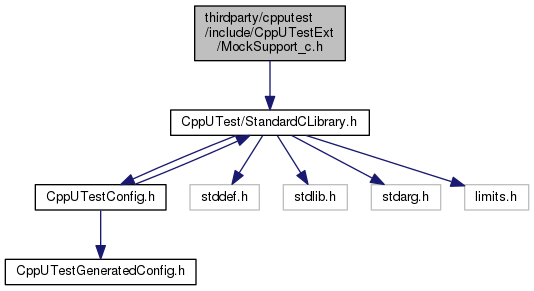 thirdparty/cpputest
/include/CppUTestExt
/MockSupport_c.h
CppUTest/StandardCLibrary.h
CppUTestConfig.h
stddef.h
stdlib.h
stdarg.h
limits.h
CppUTestGeneratedConfig.h